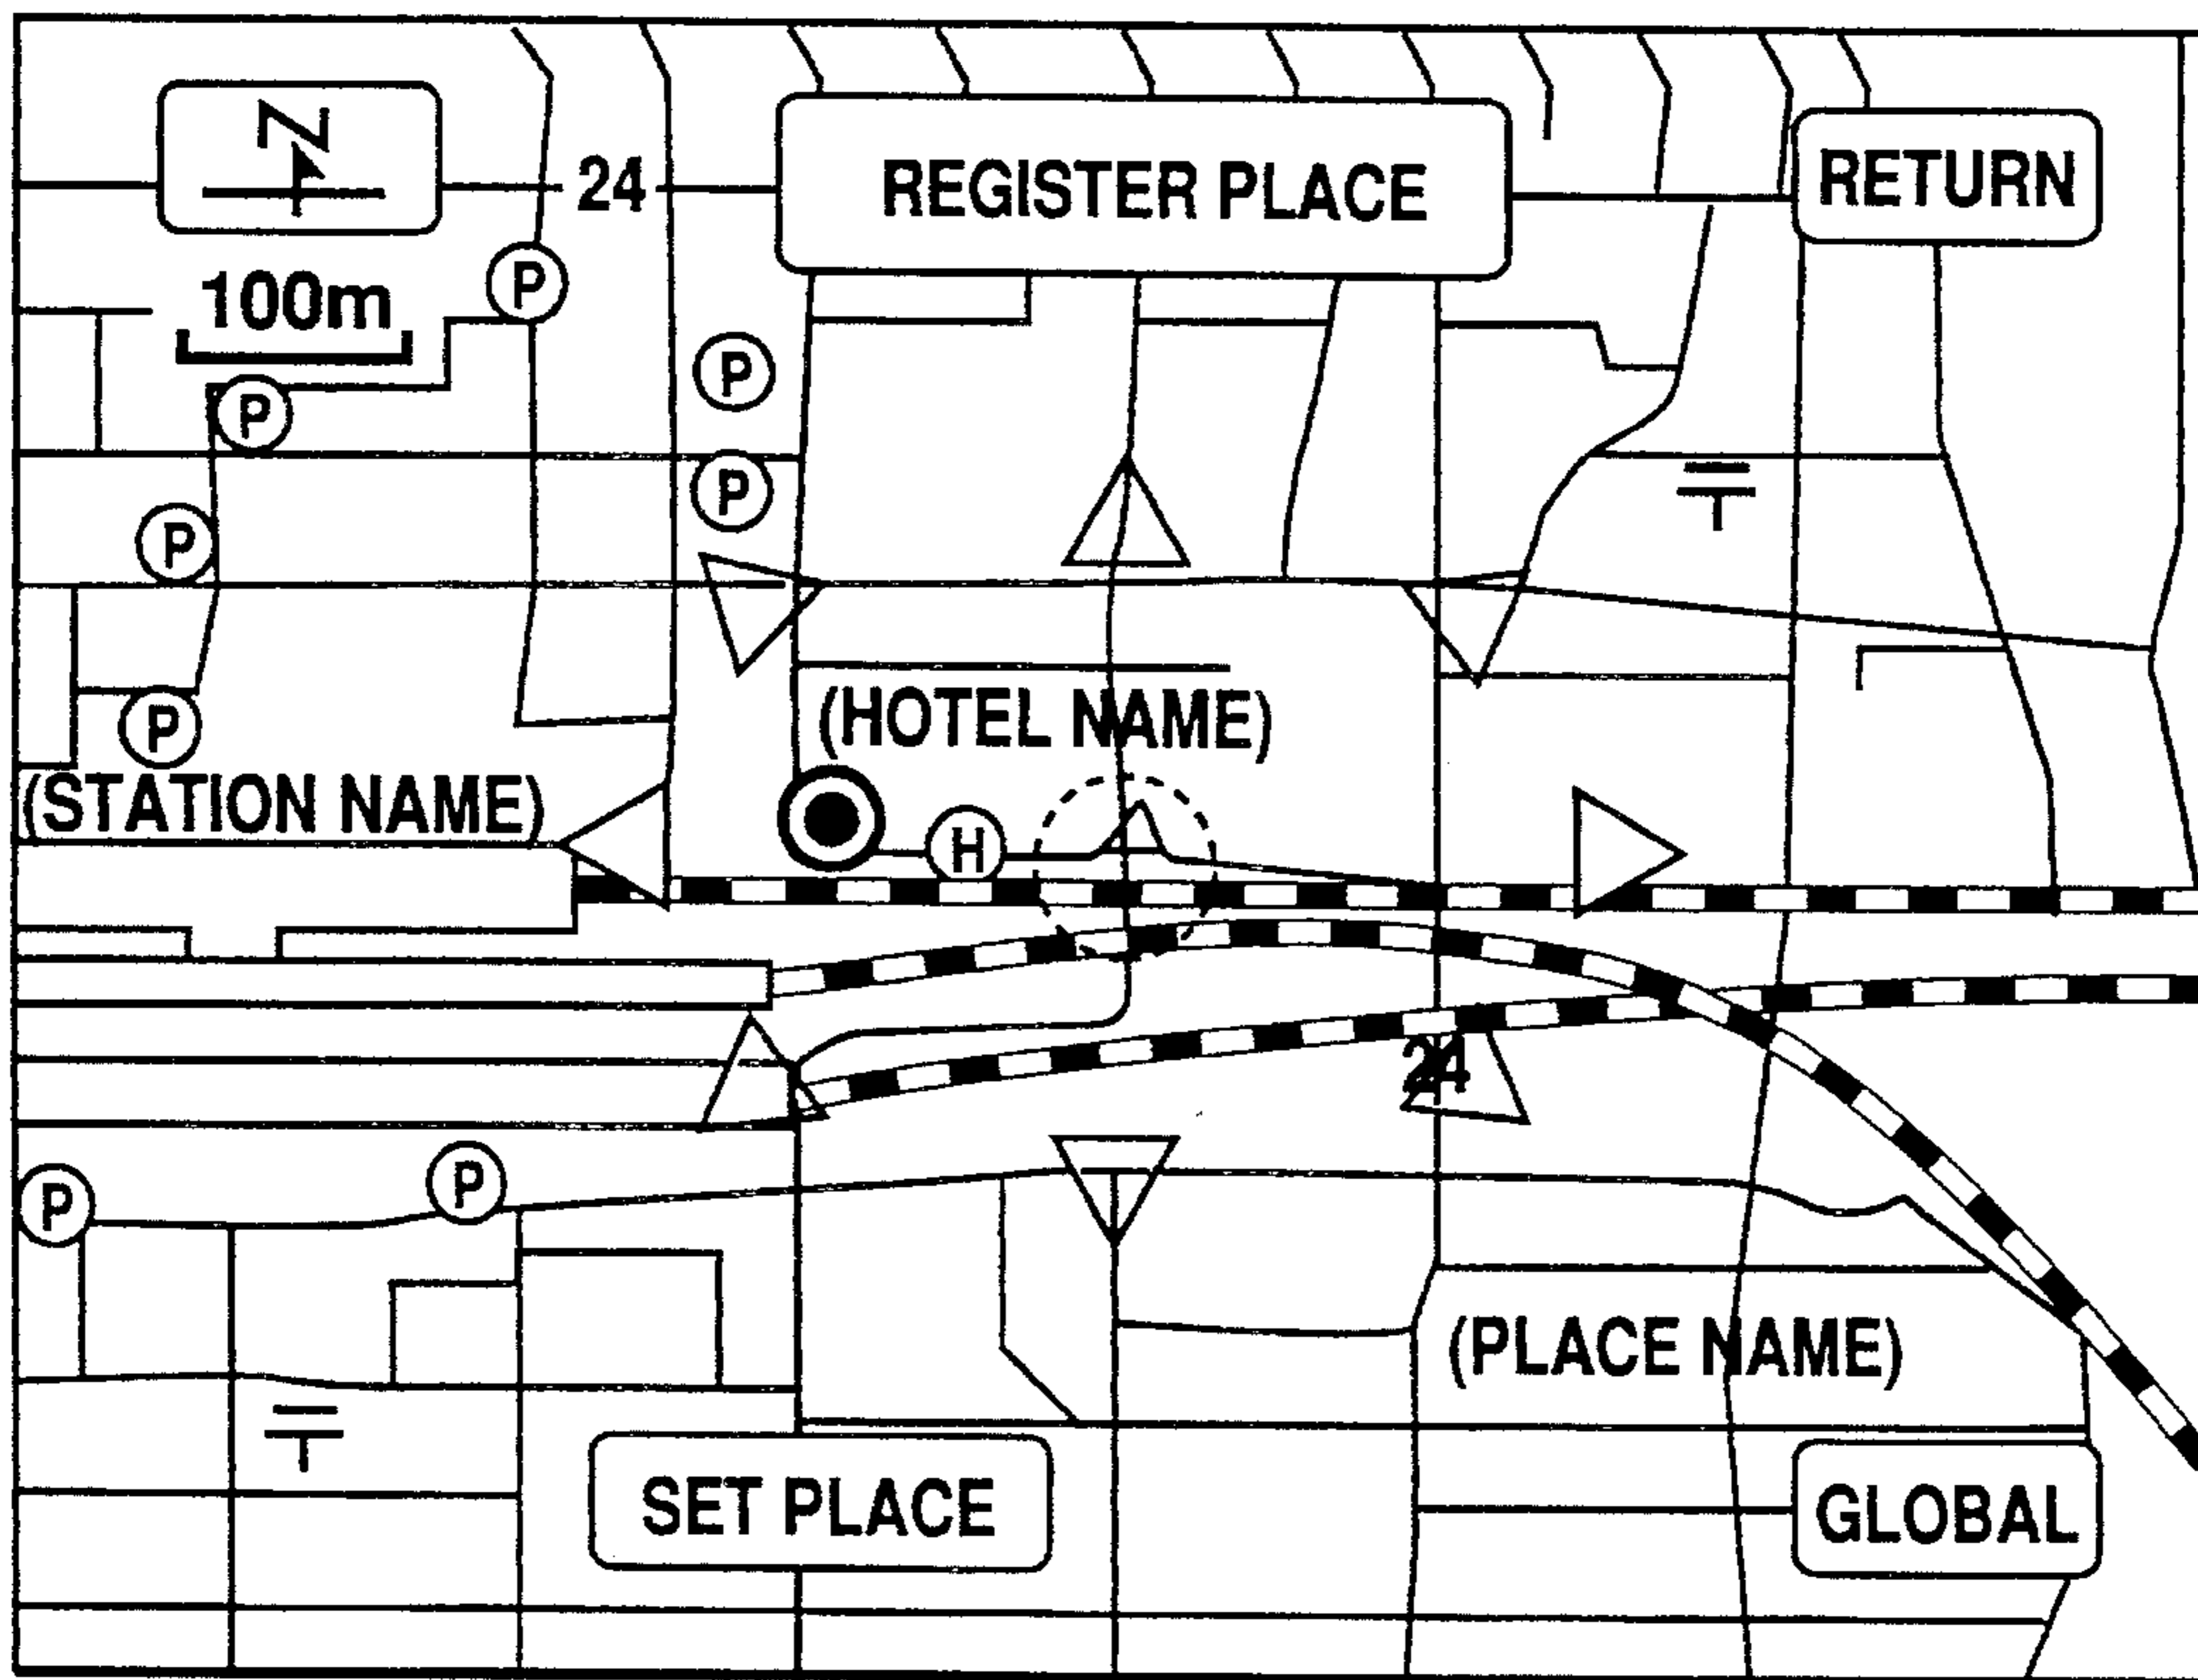 N
24
REGISTER PLACE
RETURN
100m
P
P
P
P
P
P
(HOTEL NAME)
(STATION NAME)
H
24
P
P
(PLACE NAME)
SET PLACE
GLOBAL